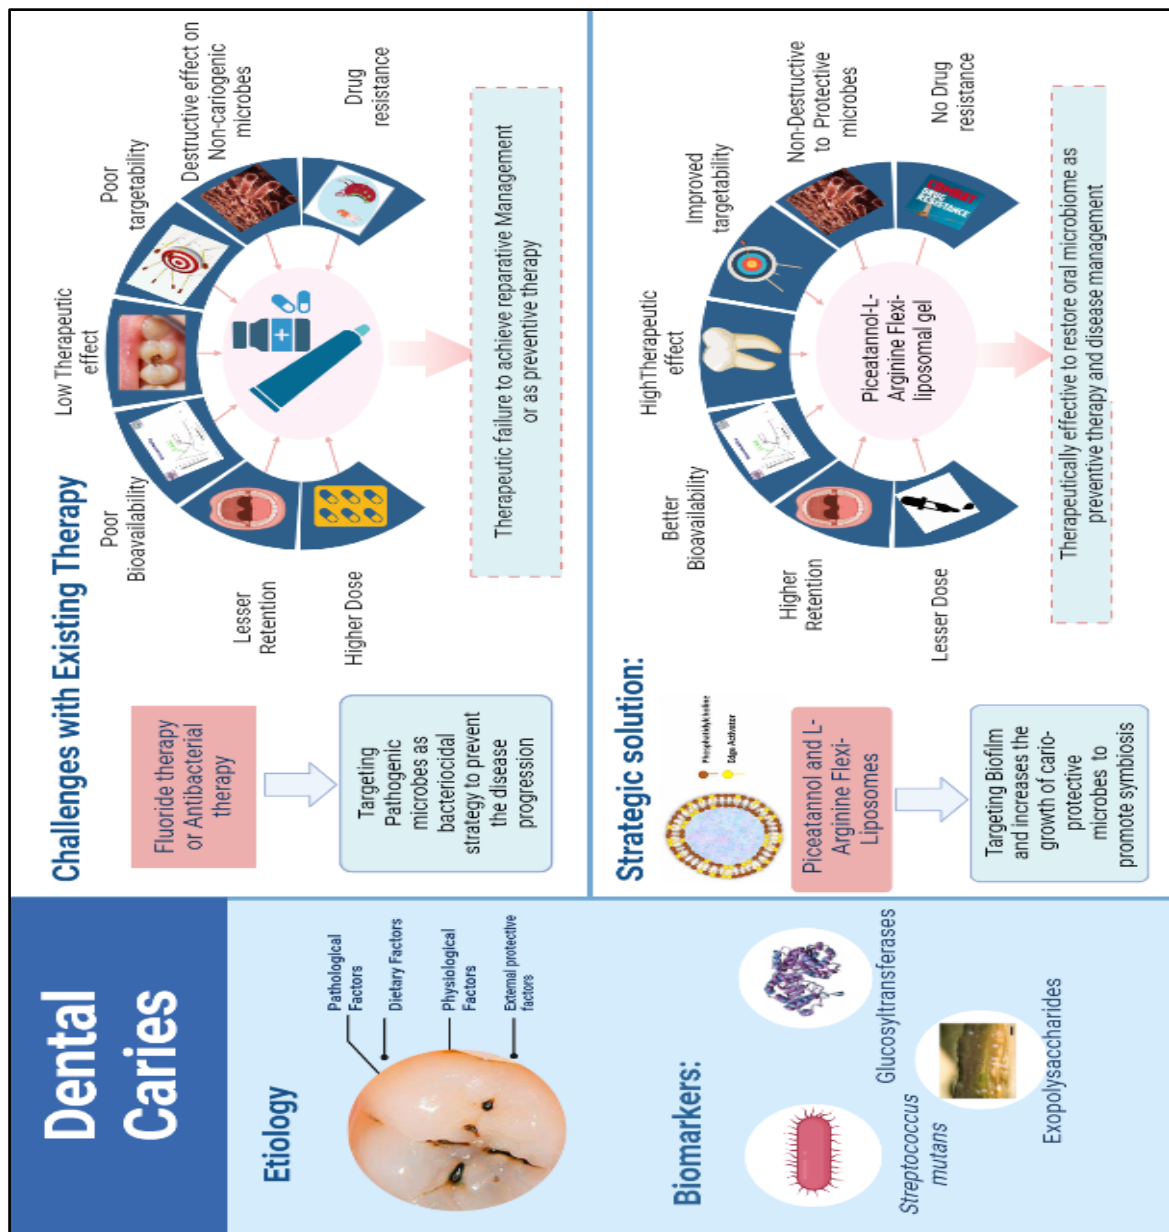 Dental
Caries
Etiology
Pathological
Factors
Dietary Factors
Physiological
Factors
External protective
factors
Biomarkers:
Streptococcus
mutans
Glucosyltransferases
Exopolysaccharides
Challenges with Existing Therapy
Fluoride therapy
or Antibacterial
therapy
Targeting
Pathogenic
microbes as
bacteriocidal
strategy to prevent
the disease
progression
Higher Dose
Lesser
Retention
Poor
Bioavailability
Low Therapeutic
effect
Poor
targetability
Destructive effect on
Non-cariogenic
microbes
Drug
resistance
Therapeutic failure to achieve reparative Management
or as preventive therapy
Strategic solution:
Phosphatidylcholine
Edge Activator
Piceatannol and L-
Arginine Flexi-
Liposomes
Targeting Biofilm
and increases the
growth of cario-
protective
microbes to
promote symbiosis
Lesser Dose
Higher
Retention
Better
Bioavailability
HighTherapeutic
effect
Improved
targetability
Non-Destructive
to Protective
microbes
No Drug
resistance
COMBAT
DRUG
RESISTANCE
Piceatannol-L-
Arginine Flexi-
liposomal gel
Therapeutically effective to restore oral microbiome as
preventive therapy and disease management